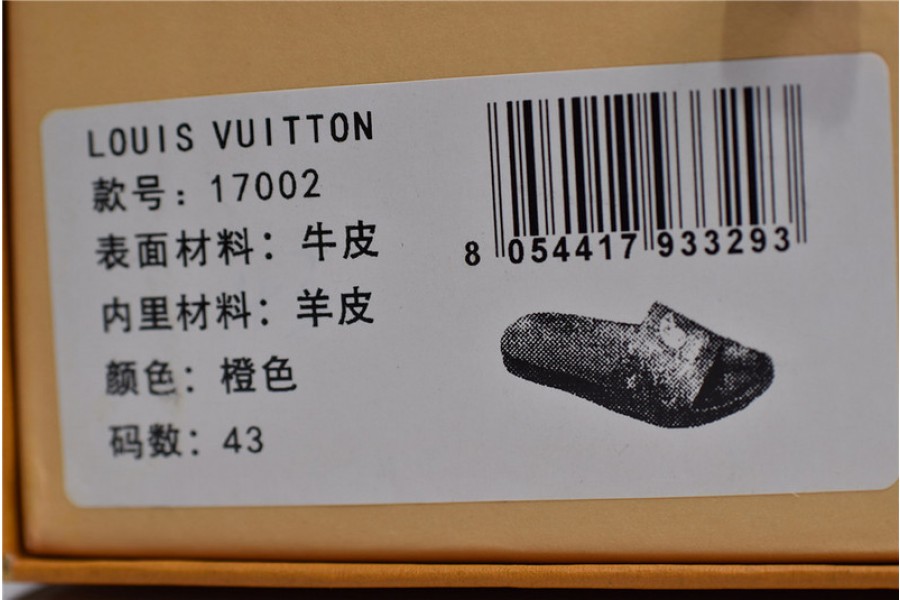 LOUIS VUITTON
款号：17002
表面材料：牛皮
内里材料：羊皮
颜色：橙色
码数：43
8 054417 933293